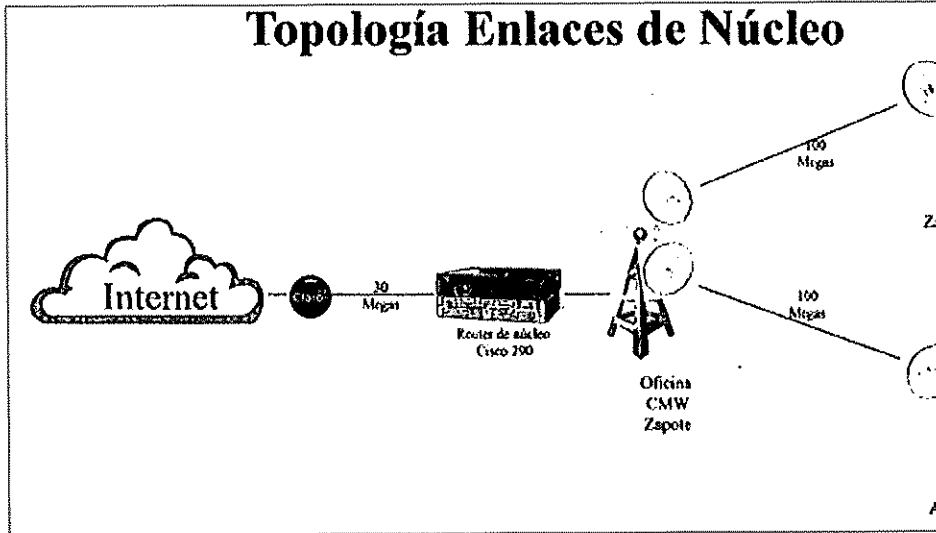 Topología Enlaces de Núcleo
100
Megas
Internet
30
Megas
Router de núcleo
Cisco 290
100
Megas
Oficina
CMW
Zapote